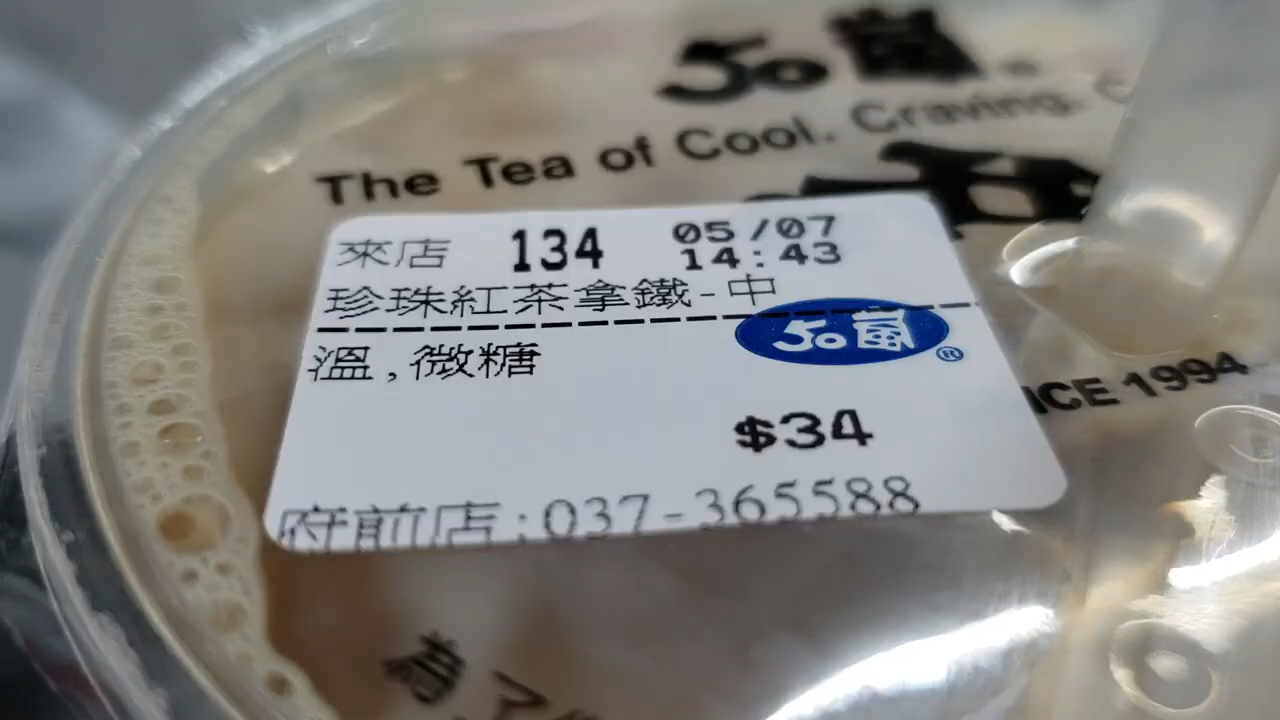 50嵐
The Tea of Cool. Craving.
來店 134 05/07
14:43
珍珠紅茶拿鐵-中
溫,微糖
50嵐®
$34
府前店:037-365588
ICE 1994